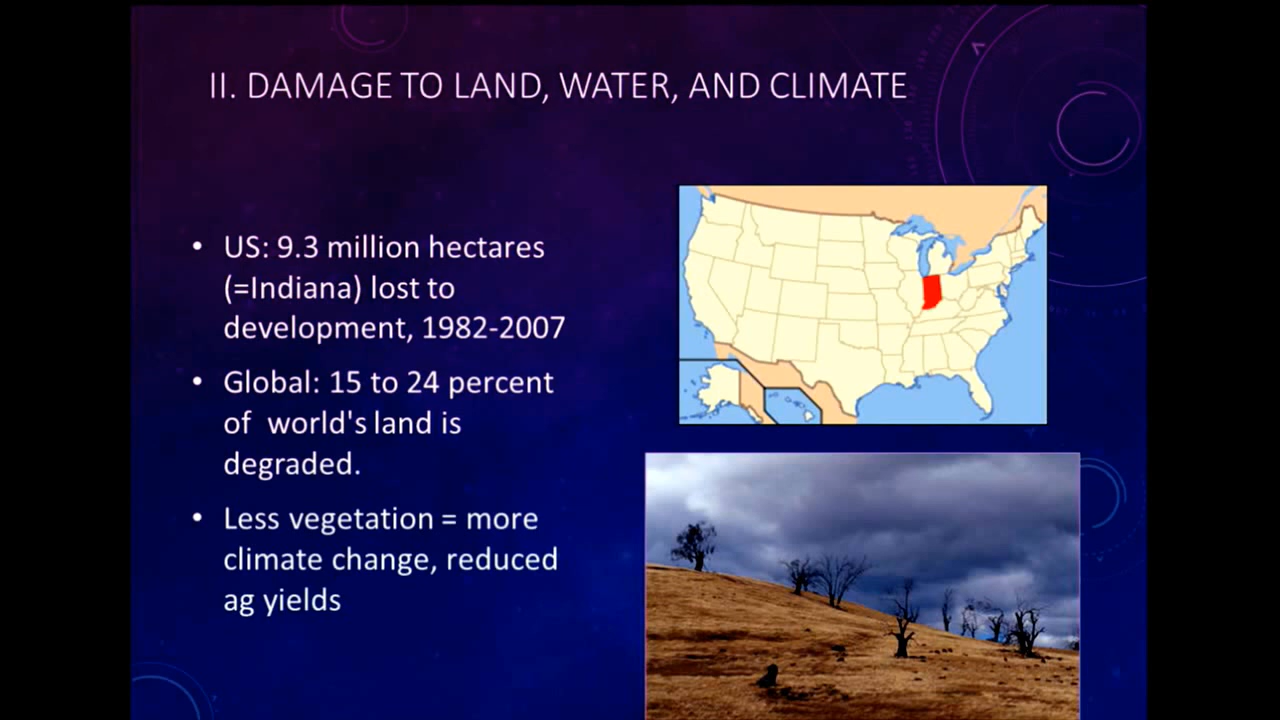 II. DAMAGE TO LAND, WATER, AND CLIMATE
• US: 9.3 million hectares
(=Indiana) lost to
development, 1982-2007
• Global: 15 to 24 percent
of world's land is
degraded.
• Less vegetation = more
climate change, reduced
ag yields